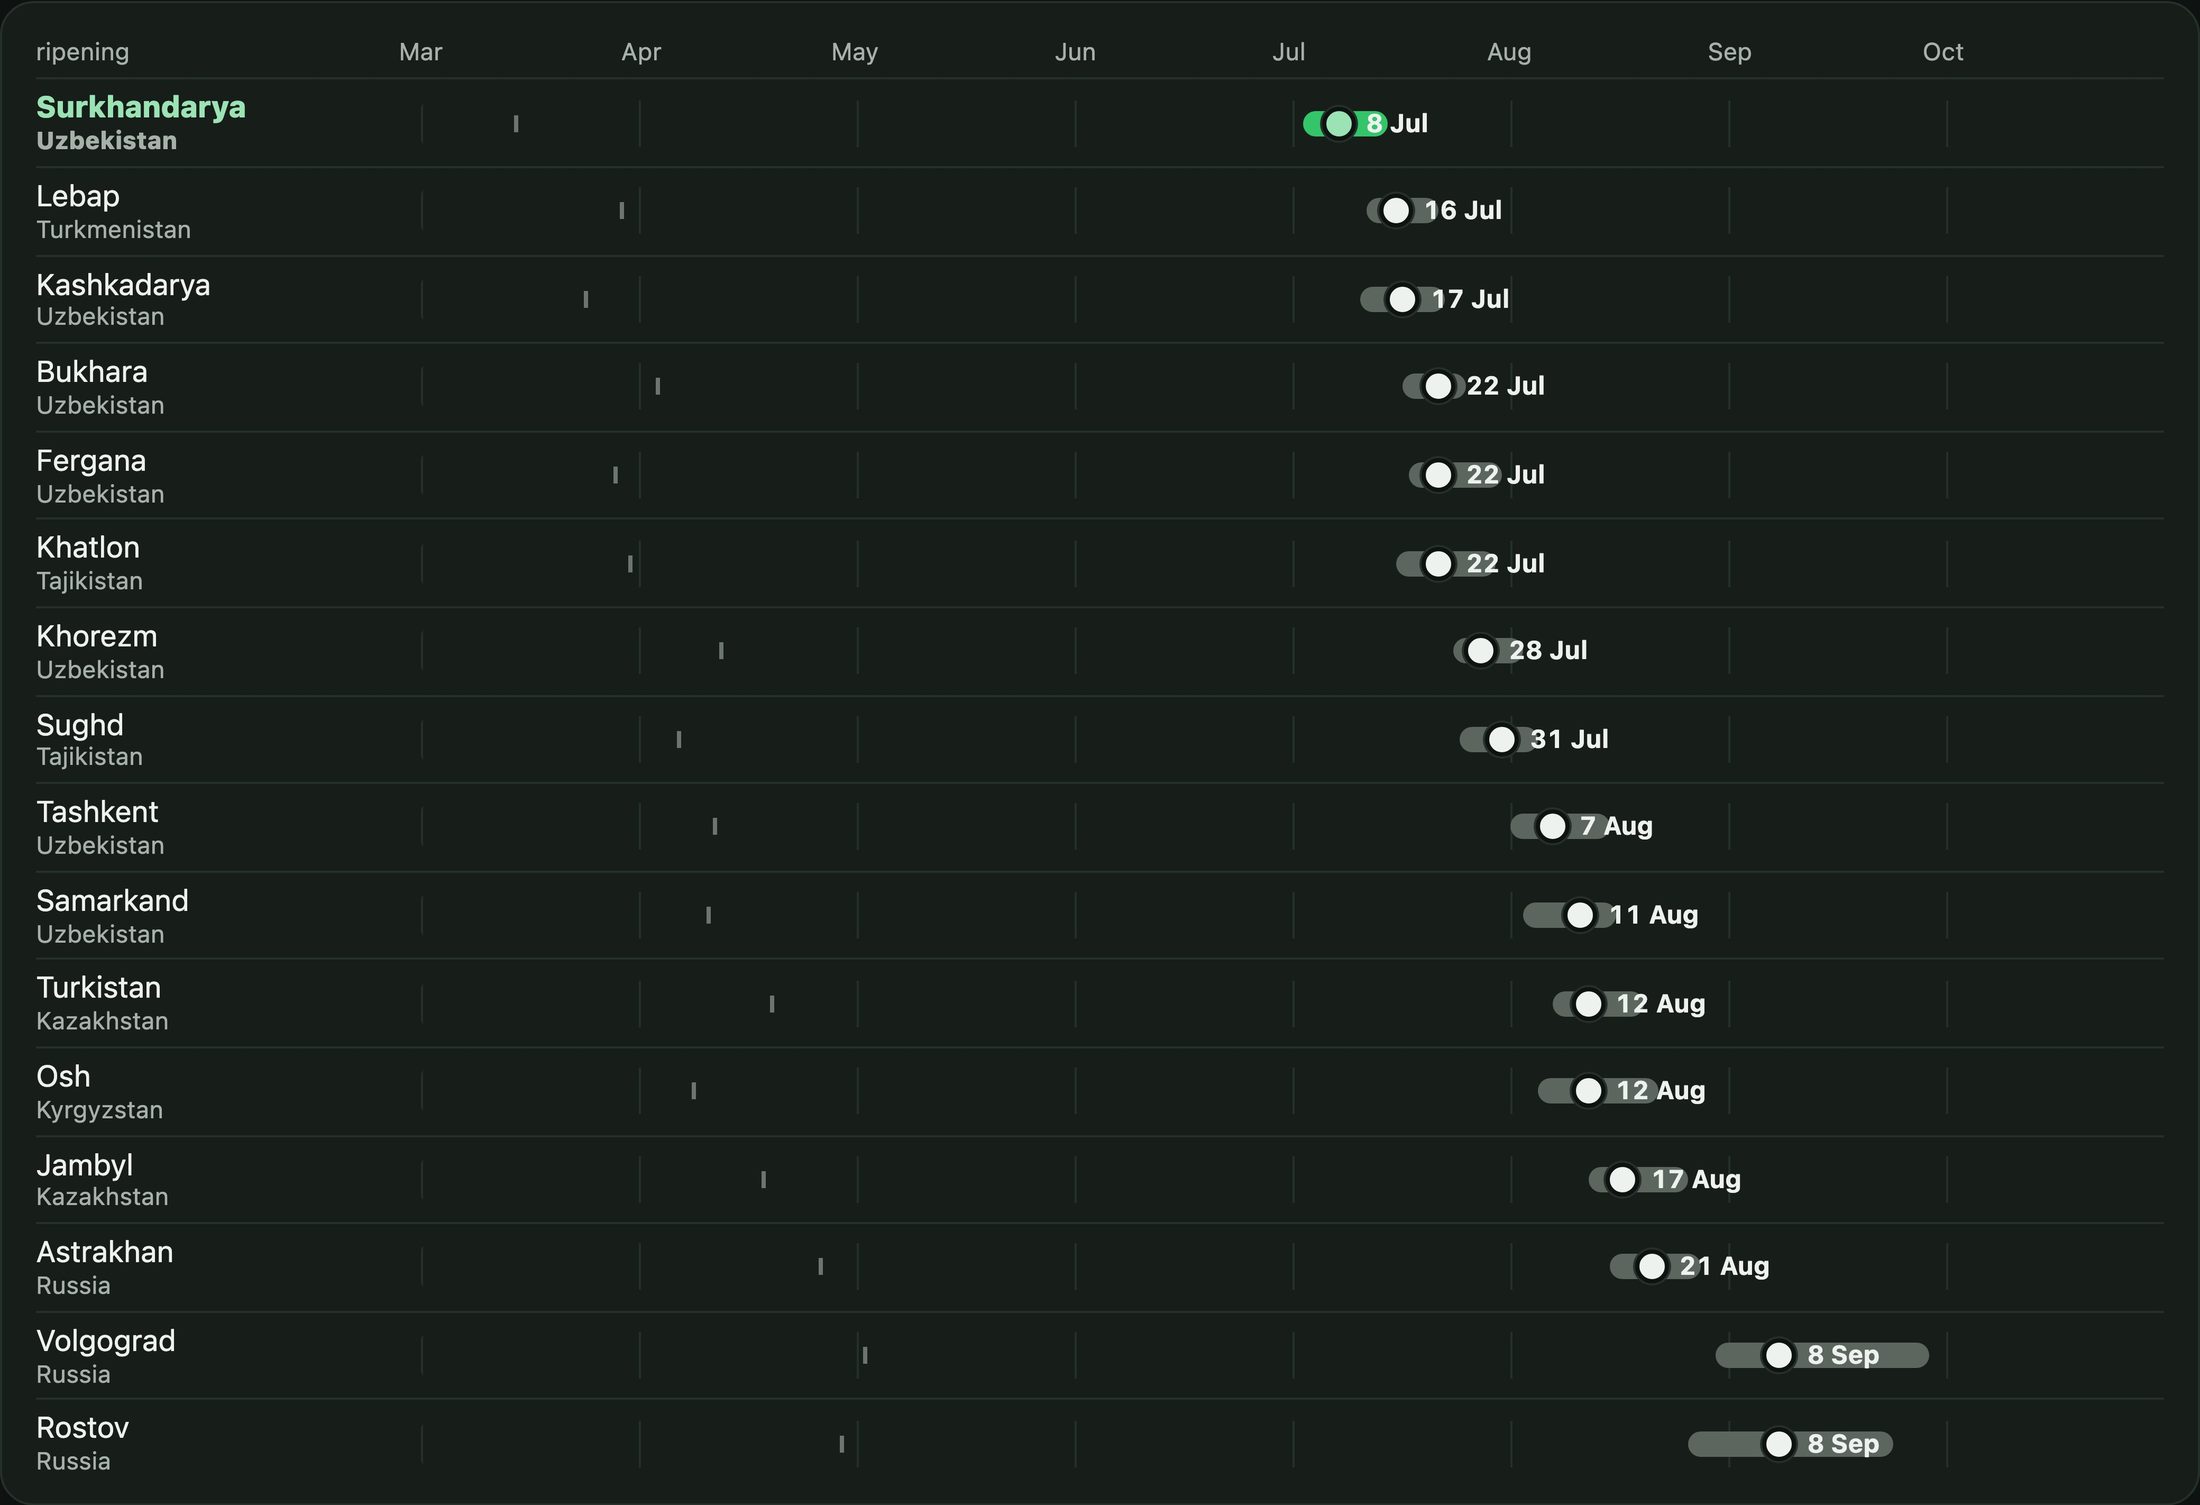 ripening Mar Apr May Jun Jul Aug Sep Oct
Surkhandarya
Uzbekistan
8 Jul
Lebap
Turkmenistan
16 Jul
Kashkadarya
Uzbekistan
17 Jul
Bukhara
Uzbekistan
22 Jul
Fergana
Uzbekistan
22 Jul
Khatlon
Tajikistan
22 Jul
Khorezm
Uzbekistan
28 Jul
Sughd
Tajikistan
31 Jul
Tashkent
Uzbekistan
7 Aug
Samarkand
Uzbekistan
11 Aug
Turkistan
Kazakhstan
12 Aug
Osh
Kyrgyzstan
12 Aug
Jambyl
Kazakhstan
17 Aug
Astrakhan
Russia
21 Aug
Volgograd
Russia
8 Sep
Rostov
Russia
8 Sep